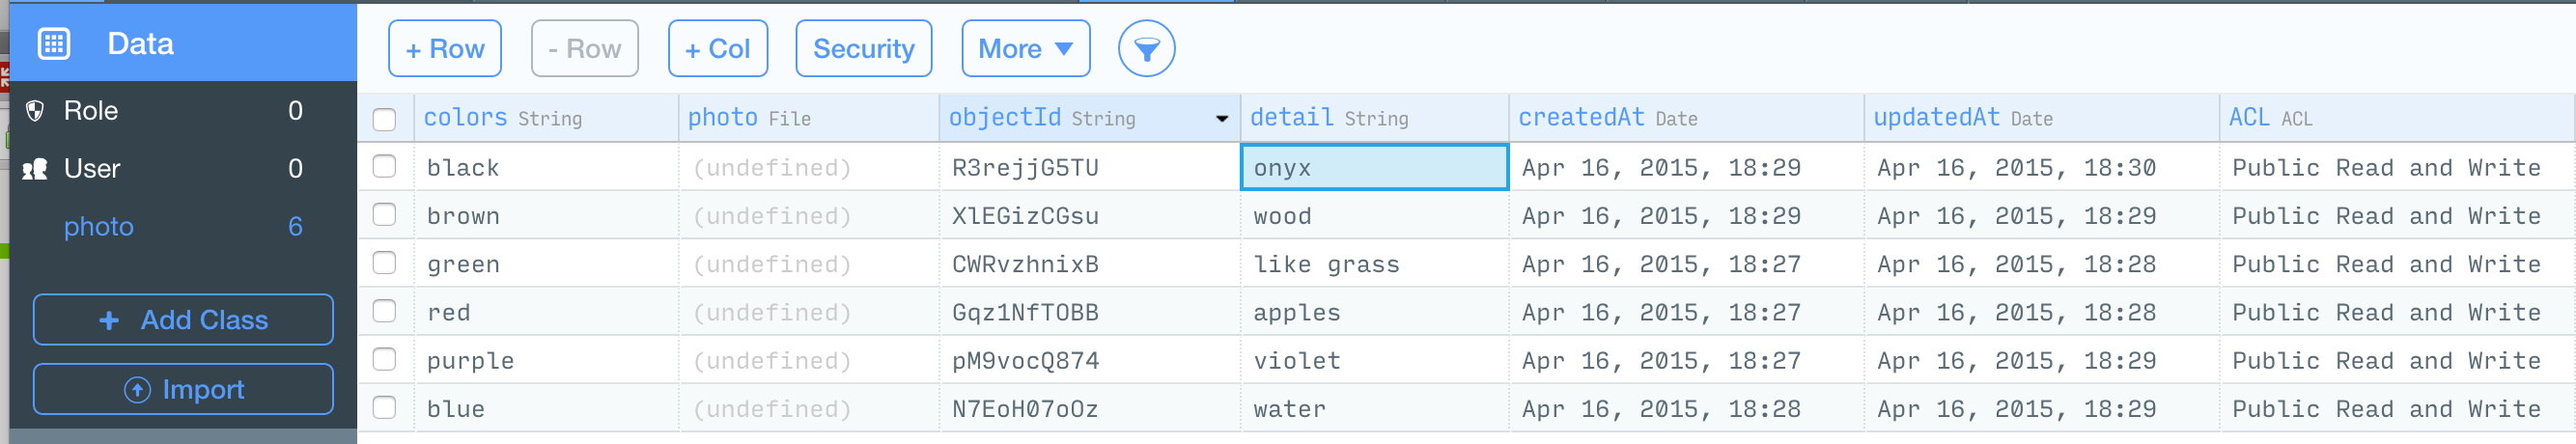 Data
+ Row - Row + Col Security More
Role 0
User 0
photo 6
+ Add Class
Import
colors String photo File objectId String detail String createdAt Date updatedAt Date ACL ACL
black (undefined) R3rejjG5TU onyx Apr 16, 2015, 18:29 Apr 16, 2015, 18:30 Public Read and Write
brown (undefined) XlEGizCGsu wood Apr 16, 2015, 18:29 Apr 16, 2015, 18:29 Public Read and Write
green (undefined) CWRvzhnixB like grass Apr 16, 2015, 18:27 Apr 16, 2015, 18:28 Public Read and Write
red (undefined) Gqz1NfTOBB apples Apr 16, 2015, 18:27 Apr 16, 2015, 18:28 Public Read and Write
purple (undefined) pM9vocQ874 violet Apr 16, 2015, 18:27 Apr 16, 2015, 18:29 Public Read and Write
blue (undefined) N7EoH07oOz water Apr 16, 2015, 18:28 Apr 16, 2015, 18:29 Public Read and Write